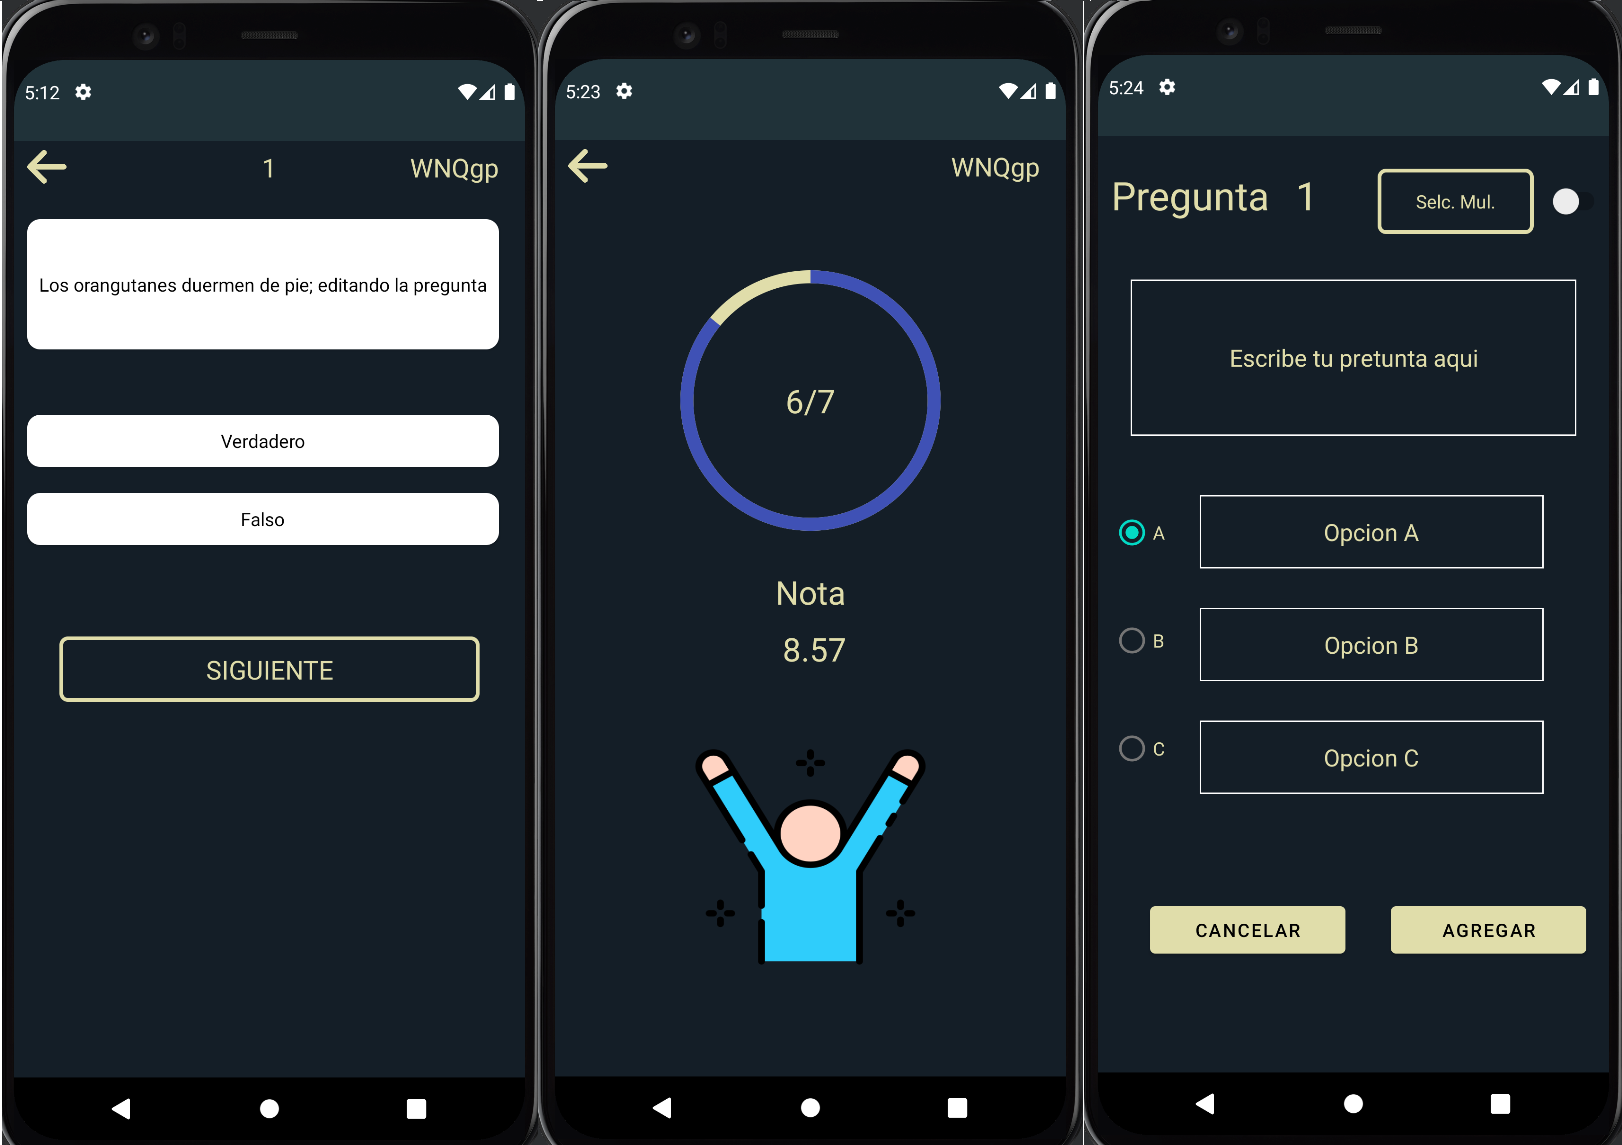 5:12
1 WNQgp
Los orangutanes duermen de pie; editando la pregunta
Verdadero
Falso
SIGUIENTE
5:23
WNQgp
6/7
Nota
8.57
5:24
Pregunta 1 Selc. Mul.
Escribe tu pretunta aqui
A Opcion A
B Opcion B
C Opcion C
CANCELAR AGREGAR